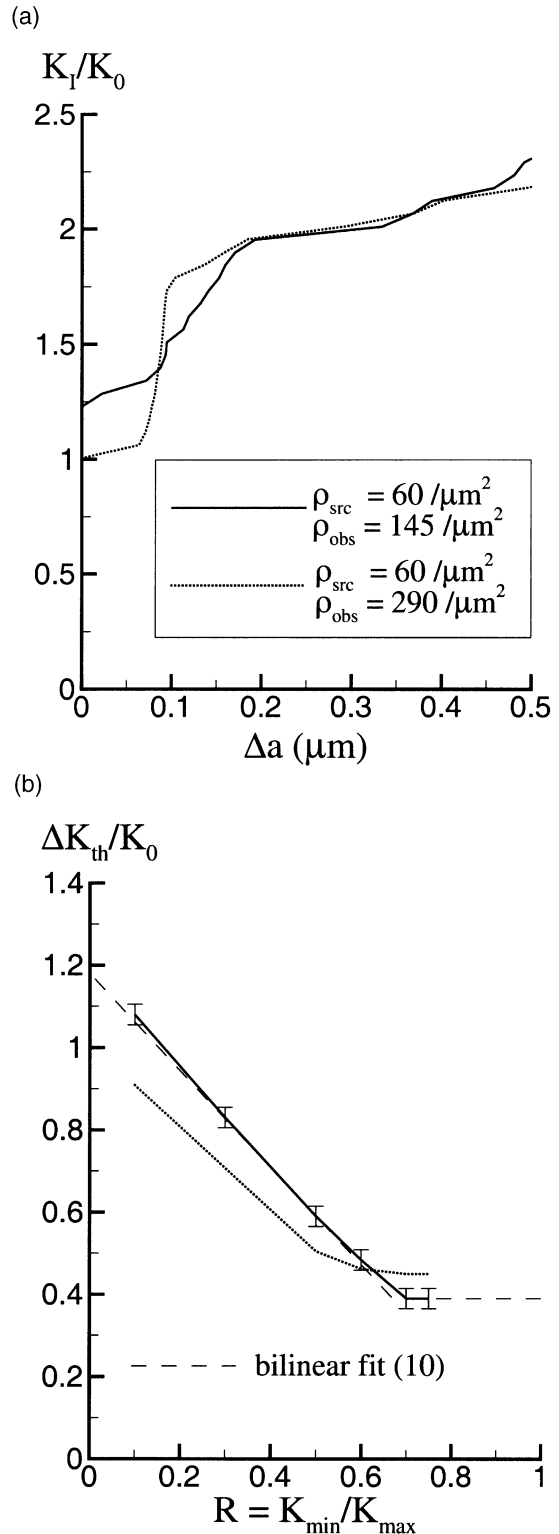 (a)
K_I/K_0
2.5
2
1.5
1
0.5
0
ρ_src = 60 /μm²
ρ_obs = 145 /μm²
ρ_src = 60 /μm²
ρ_obs = 290 /μm²
0 0.1 0.2 0.3 0.4 0.5
Δa (μm)
(b)
ΔK_th/K_0
1.4
1.2
1
0.8
0.6
0.4
0.2
0
bilinear fit (10)
0 0.2 0.4 0.6 0.8 1
R = K_min/K_max